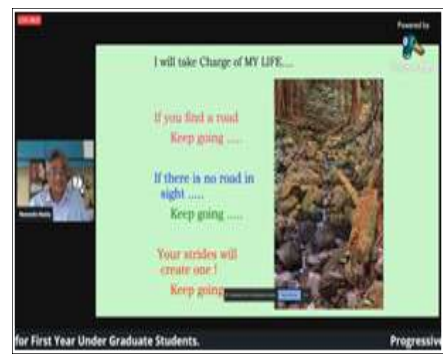 Powered by
I will take Charge of MY LIFE....
If you find a road
Keep going .....
If there is no road in
sight .....
Keep going .....
Your strides will
create one !
Keep going
for First Year Under Graduate Students.
Progressive